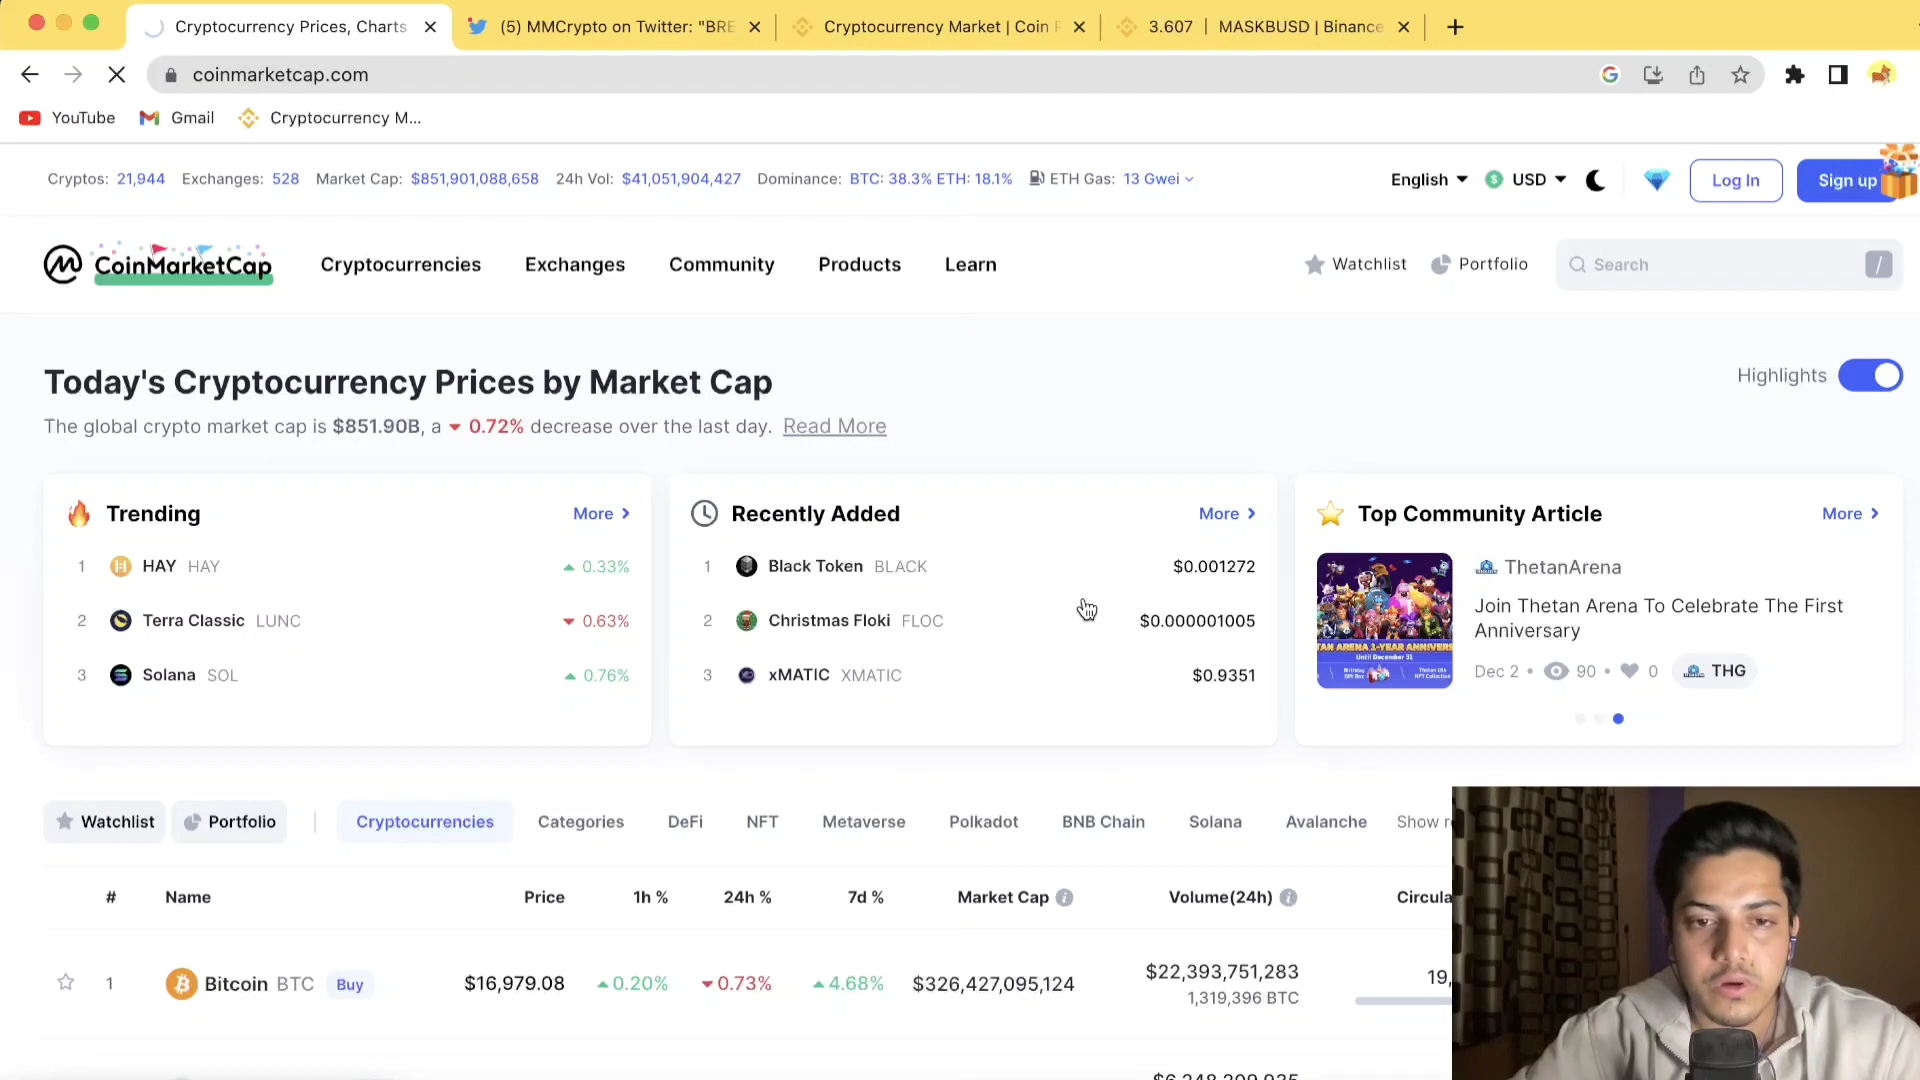 Cryptocurrency Prices, Charts
(5) MMCrypto on Twitter: "BRE
Cryptocurrency Market | Coin P
3.607 | MASKBUSD | Binance
coinmarketcap.com
YouTube
Gmail
Cryptocurrency M...
Cryptos: 21,944 Exchanges: 528 Market Cap: $851,901,088,658 24h Vol: $41,051,904,427 Dominance: BTC: 38.3% ETH: 18.1% ETH Gas: 13 Gwei
English USD Log In Sign up
CoinMarketCap
Cryptocurrencies Exchanges Community Products Learn
Watchlist Portfolio Search /
Today's Cryptocurrency Prices by Market Cap
Highlights
The global crypto market cap is $851.90B, a 0.72% decrease over the last day. Read More
Trending More
1 HAY HAY 0.33%
2 Terra Classic LUNC 0.63%
3 Solana SOL 0.76%
Recently Added More
1 Black Token BLACK $0.001272
2 Christmas Floki FLOC $0.000001005
3 xMATIC XMATIC $0.9351
Top Community Article More
ThetanArena
Join Thetan Arena To Celebrate The First
Anniversary
Dec 2 • 90 • 0 THG
TAN ARENA 1-YEAR ANNIVERS
Until December 31
Watchlist Portfolio Cryptocurrencies Categories DeFi NFT Metaverse Polkadot BNB Chain Solana Avalanche Show r
# Name Price 1h % 24h % 7d % Market Cap Volume(24h) Circula
1 Bitcoin BTC Buy $16,979.08 0.20% 0.73% 4.68% $326,427,095,124 $22,393,751,283 19,
1,319,396 BTC